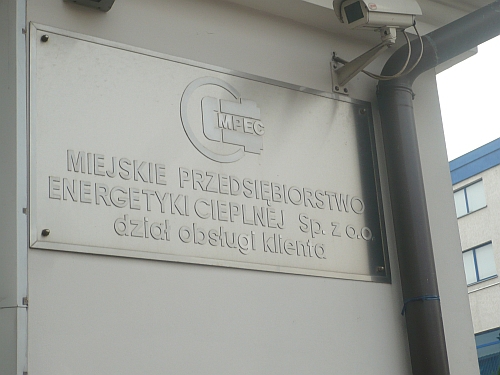 MPEC
MIEJSKIE PRZEDSIĘBIORSTWO
ENERGETYKI CIEPLNEJ Sp. z o.o.
dział obsługi klienta